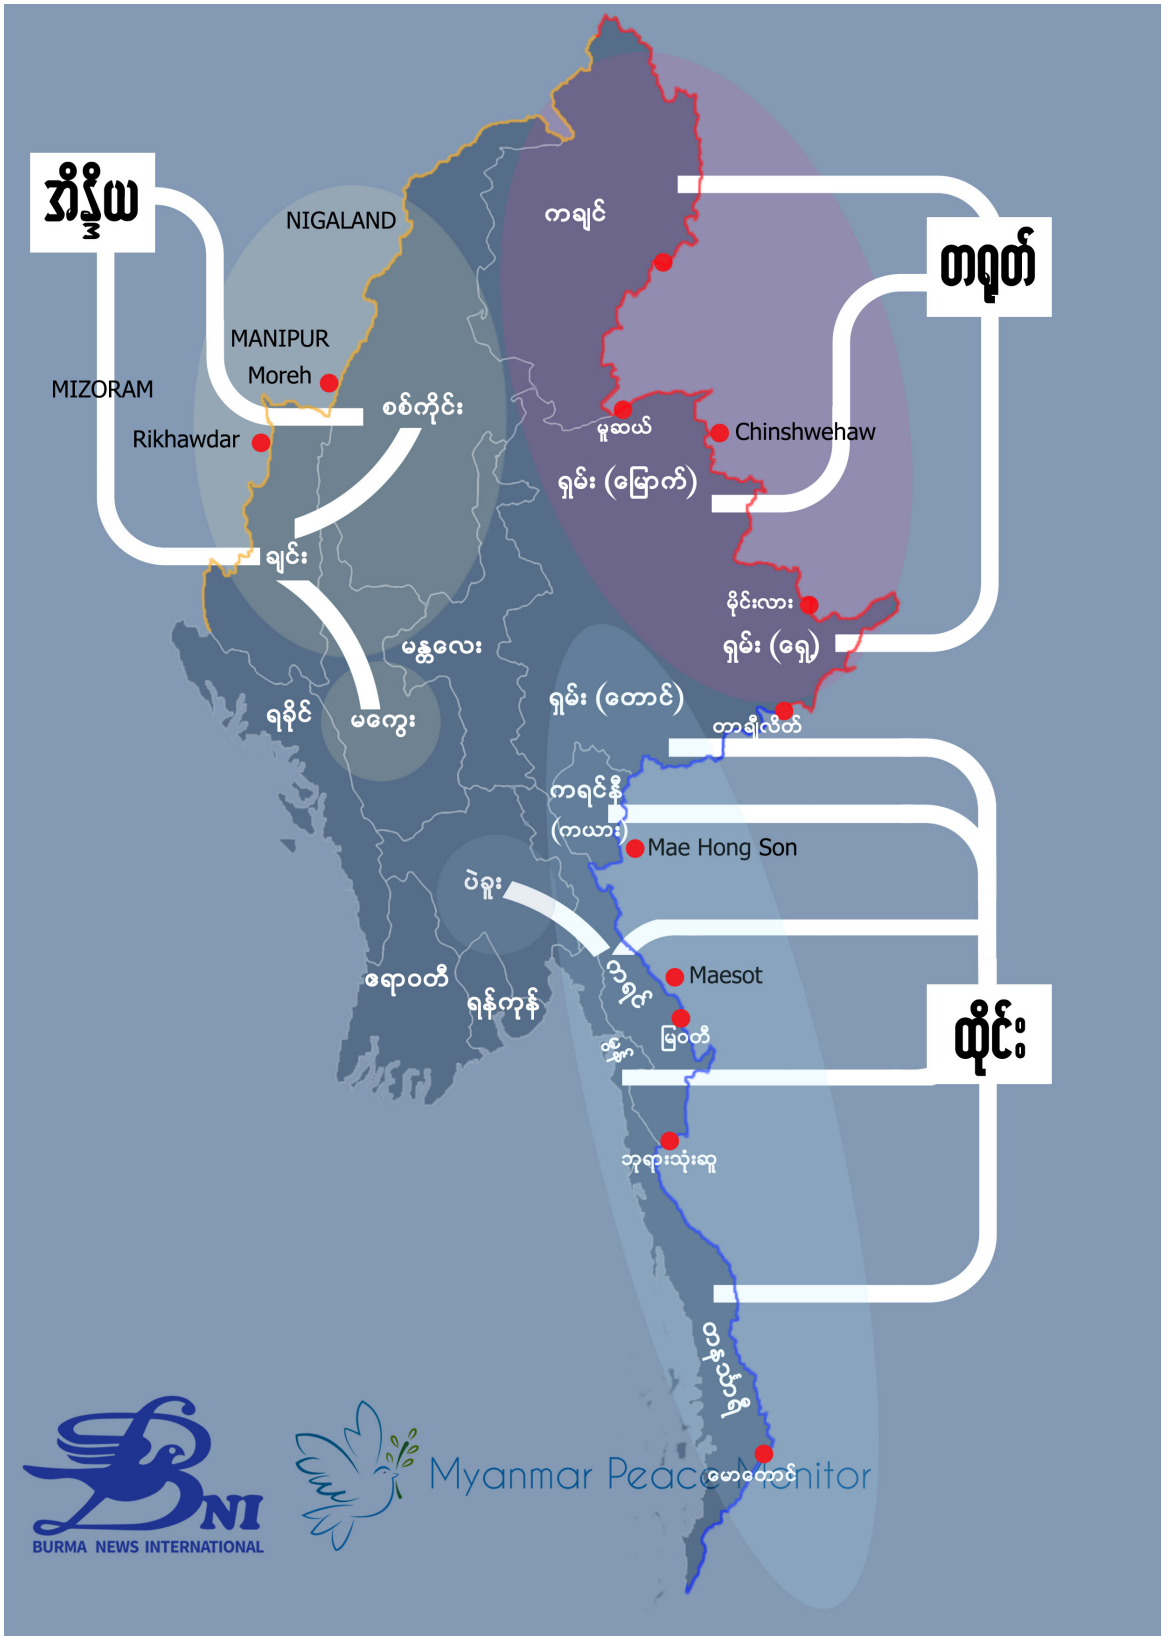 အိန္ဒိယ
NIGALAND
ကချင်
တရုတ်
MANIPUR
Moreh
MIZORAM
စစ်ကိုင်း
Rikhawdar
မူဆယ်
Chinshwehaw
ရှမ်း (မြောက်)
ချင်း
မိုင်းလား
ရှမ်း (ရှေ့)
မန္တလေး
ရှမ်း (တောင်)
ရခိုင်
မကွေး
တာချီလိတ်
ကရင်နီ
(ကယား)
Mae Hong Son
ပဲခူး
ဧရာဝတီ
ရန်ကုန်
ကရင်
Maesot
မြဝတီ
ထိုင်း
မွန်
ဘုရားသုံးဆူ
တနင်္သာရီ
မောတောင်
BNI
BURMA NEWS INTERNATIONAL
Myanmar Peace Monitor